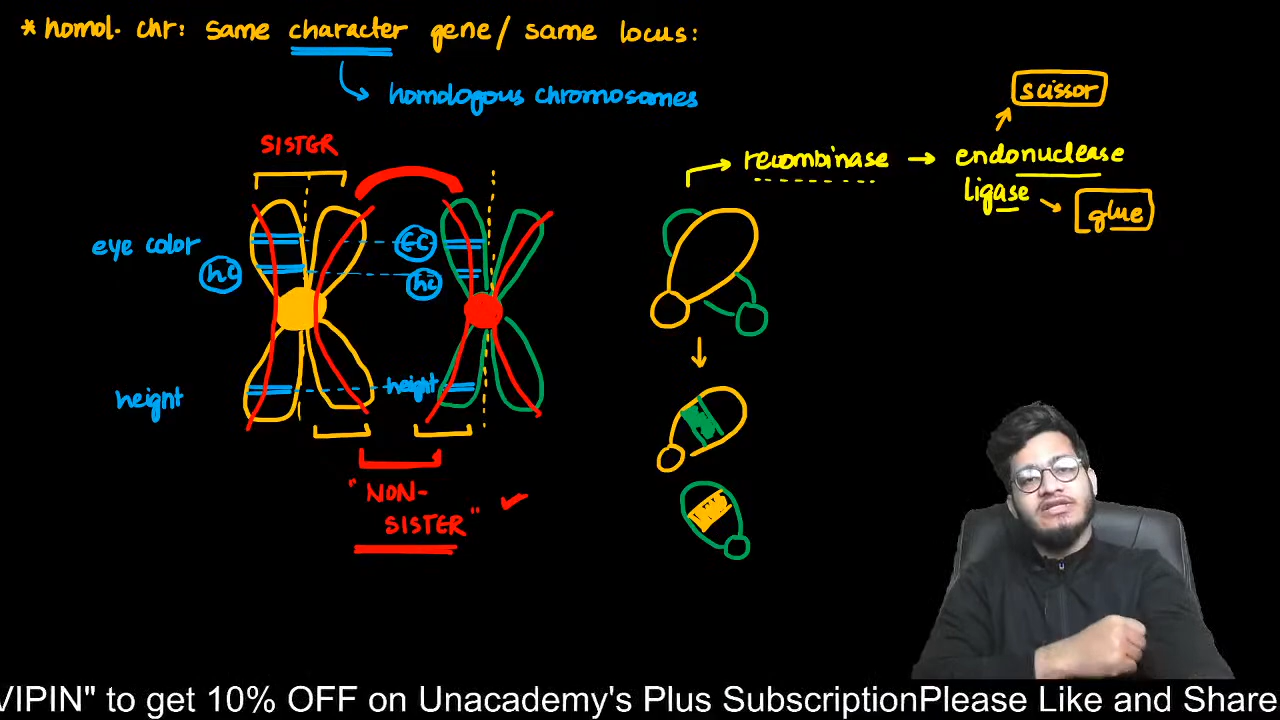 * homol. chr: same character gene/ same locus:
homologous chromosomes
scissor
recombinase → endonuclease
ligase
glue
SISTER
eye color
EC
hc
hc
height
height
"NON-
SISTER" ✓
VIPIN" to get 10% OFF on Unacademy's Plus SubscriptionPlease Like and Share